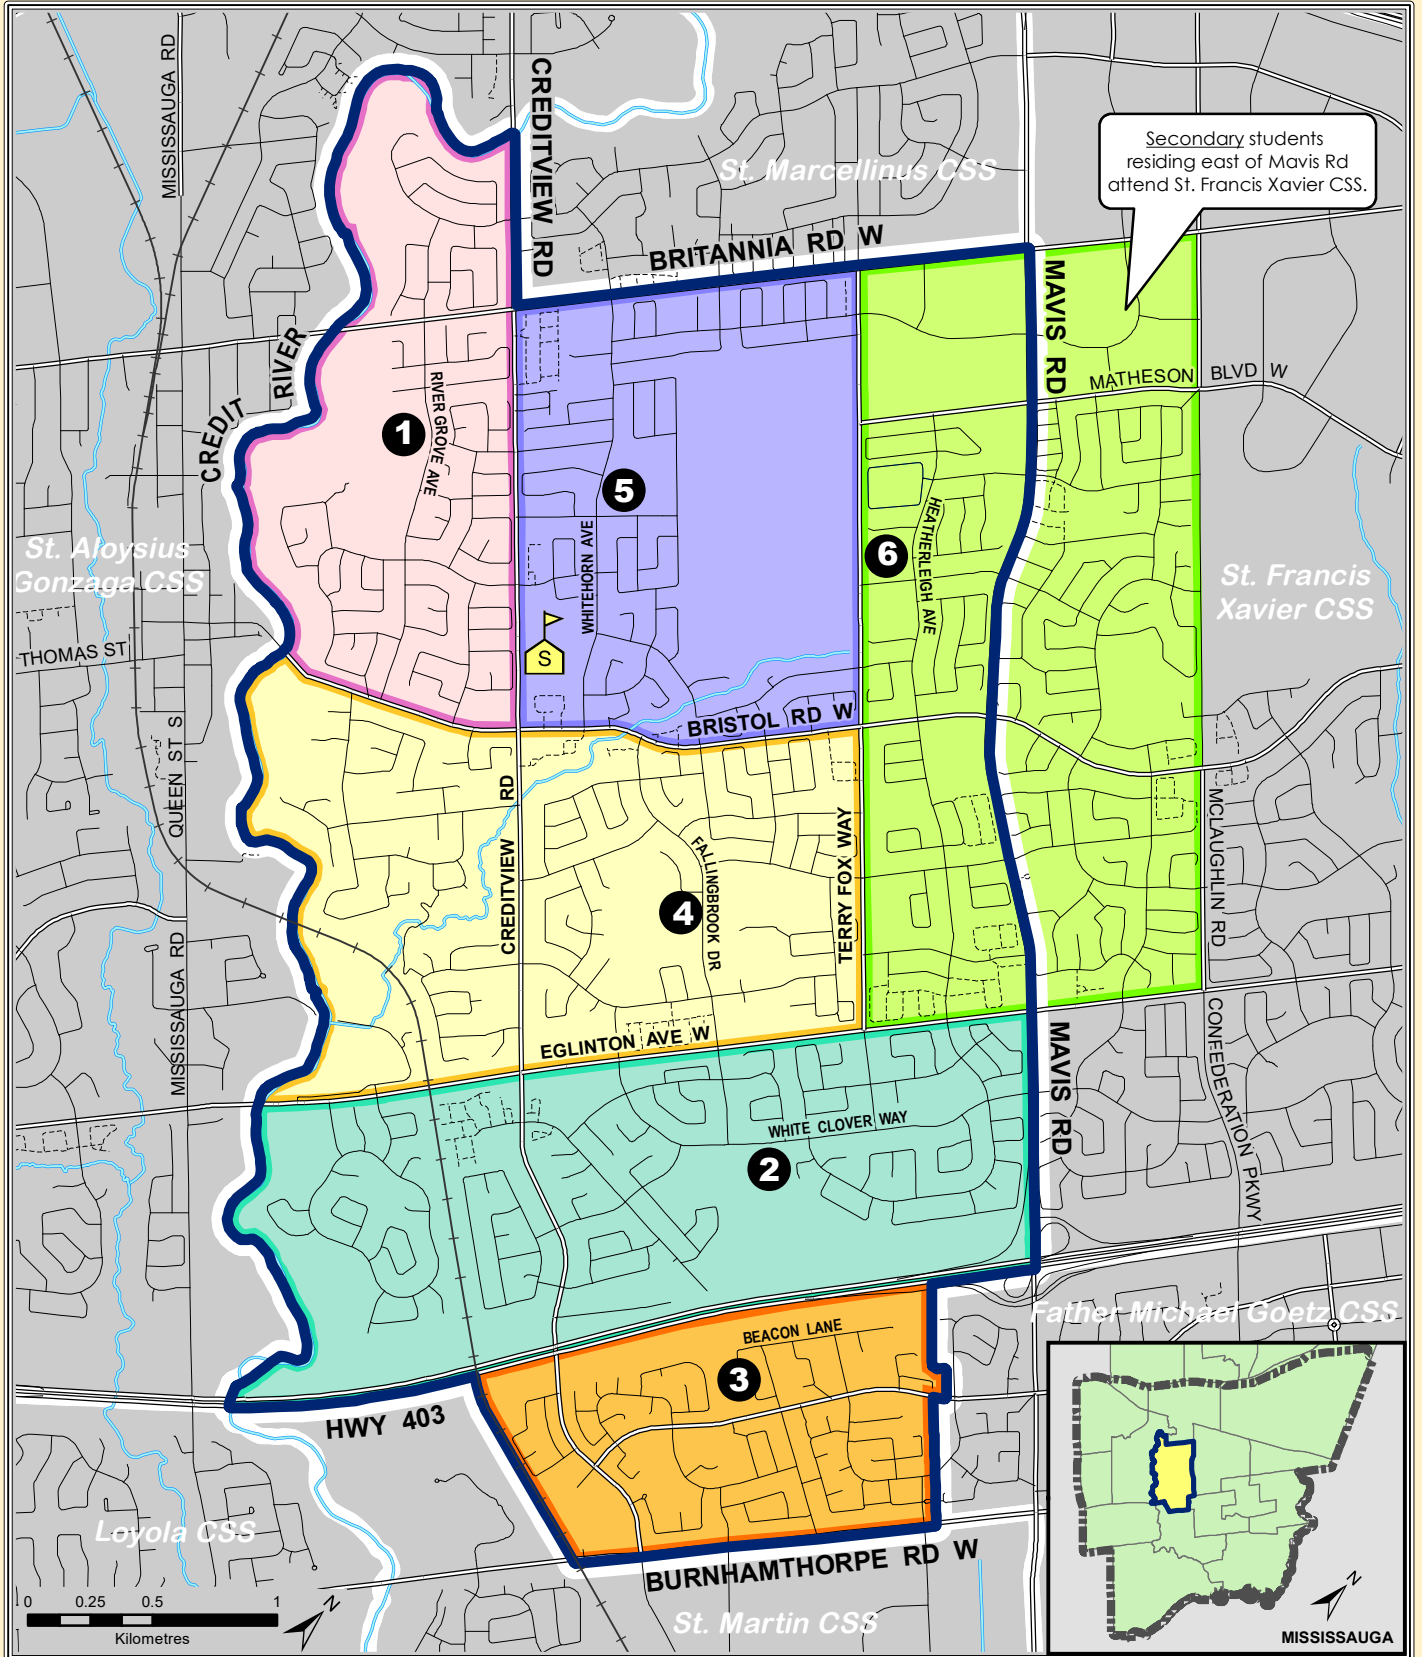 MISSISSAUGA RD
CREDITVIEW RD
St. Marcellinus CSS
Secondary students
residing east of Mavis Rd
attend St. Francis Xavier CSS.
BRITANNIA RD W
MAVIS RD
CREDIT RIVER
RIVER GROVE AVE
MATHESON BLVD W
1
5
6
WHITEHORN AVE
HEATHERLEIGH AVE
St. Aloysius
Gonzaga CSS
St. Francis
Xavier CSS
THOMAS ST
S
QUEEN ST S
BRISTOL RD W
CREDITVIEW RD
FALLINGBROOK DR
TERRY FOX WAY
MCLAUGHLIN RD
4
MISSISSAUGA RD
EGLINTON AVE W
MAVIS RD
CONFEDERATION PKWY
WHITE CLOVER WAY
2
Father Michael Goetz CSS
BEACON LANE
3
HWY 403
Loyola CSS
BURNHAMTHORPE RD W
St. Martin CSS
0 0.25 0.5 1
Kilometres
N
N
MISSISSAUGA